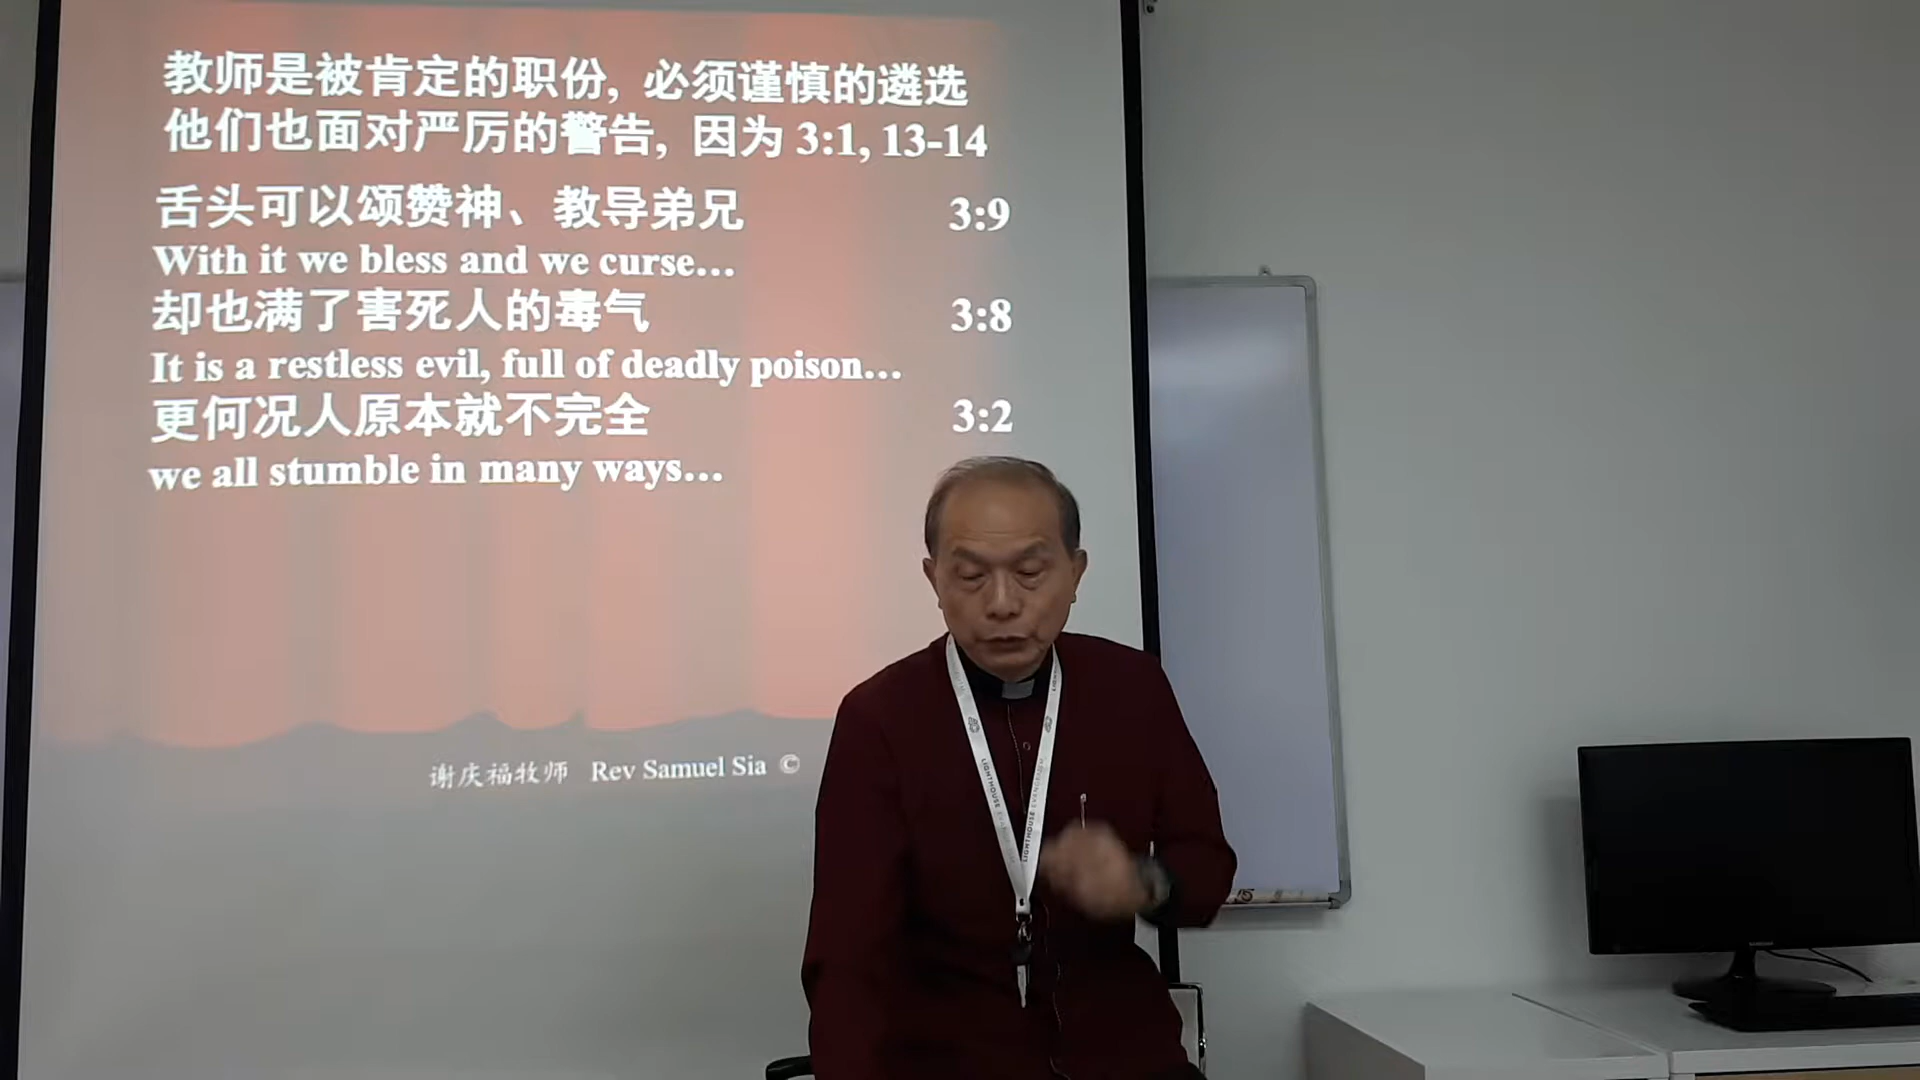 教师是被肯定的职份, 必须谨慎的遴选
他们也面对严厉的警告, 因为 3:1, 13-14
舌头可以颂赞神、教导弟兄 3:9
With it we bless and we curse...
却也满了害死人的毒气 3:8
It is a restless evil, full of deadly poison...
更何况人原本就不完全 3:2
we all stumble in many ways...
谢庆福牧师 Rev Samuel Sia ©
LIGHTHOUSE
LIGHTHOUSE EVANGELISM